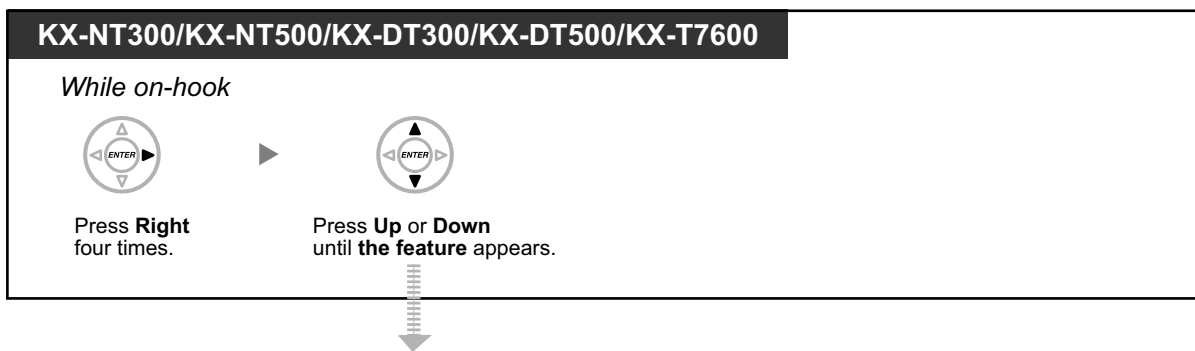 KX-NT300/KX-NT500/KX-DT300/KX-DT500/KX-T7600
While on-hook
ENTER
ENTER
Press Right
four times.
Press Up or Down
until the feature appears.